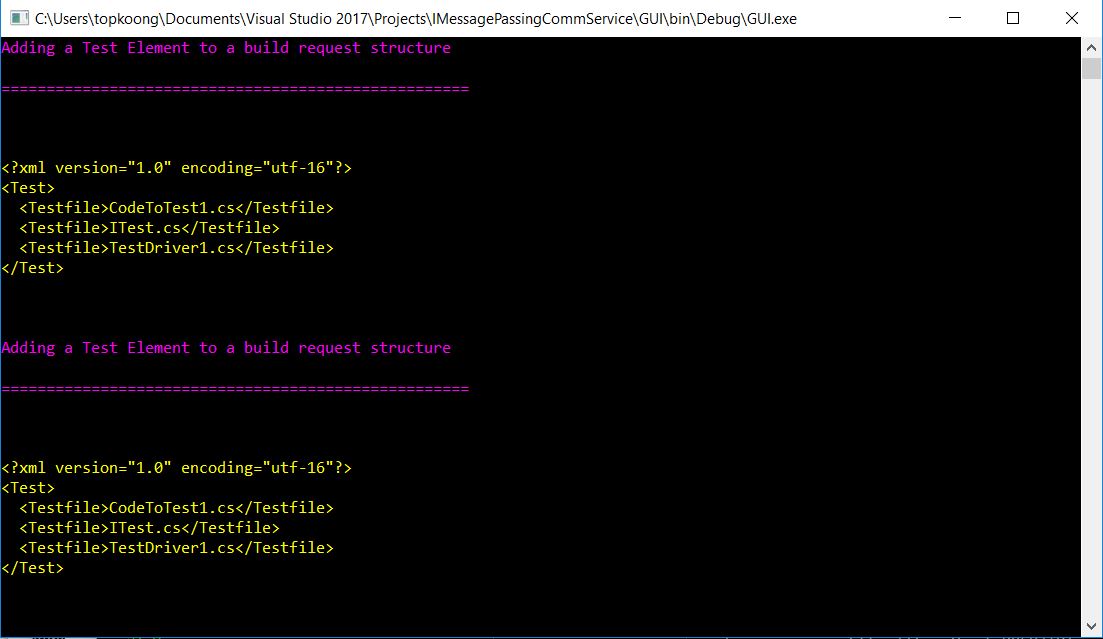 C:\Users\topkoong\Documents\Visual Studio 2017\Projects\IMessagePassingCommService\GUI\bin\Debug\GUI.exe
Adding a Test Element to a build request structure
====================================================
<?xml version="1.0" encoding="utf-16"?>
<Test>
  <Testfile>CodeToTest1.cs</Testfile>
  <Testfile>ITest.cs</Testfile>
  <Testfile>TestDriver1.cs</Testfile>
</Test>
Adding a Test Element to a build request structure
====================================================
<?xml version="1.0" encoding="utf-16"?>
<Test>
  <Testfile>CodeToTest1.cs</Testfile>
  <Testfile>ITest.cs</Testfile>
  <Testfile>TestDriver1.cs</Testfile>
</Test>